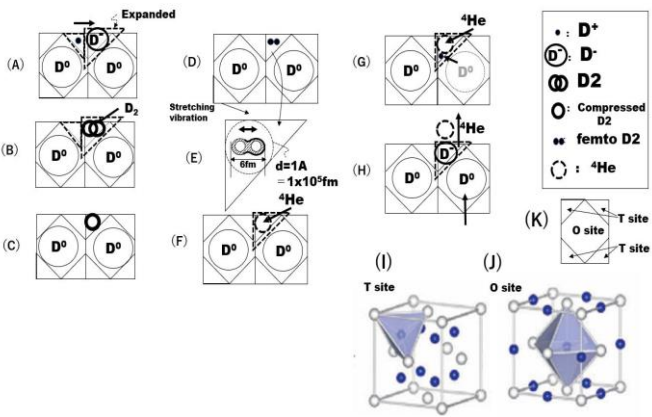 Expanded
(A)
D-
D⁰
D⁰
(B)
D₂
D⁰
D⁰
(C)
D⁰
D⁰
(D)
D⁰
D⁰
Stretching
vibration
(E)
6fm
d=1A
=1x10⁵fm
(F)
⁴He
D⁰
D⁰
(G)
⁴He
D⁰
D⁰
(H)
⁴He
D-
D⁰
D⁰
: D⁺
D- : D-
: D2
: Compressed
D2
: femto D2
: ⁴He
(K)
T site
O site
T site
(I)
T site
(J)
O site